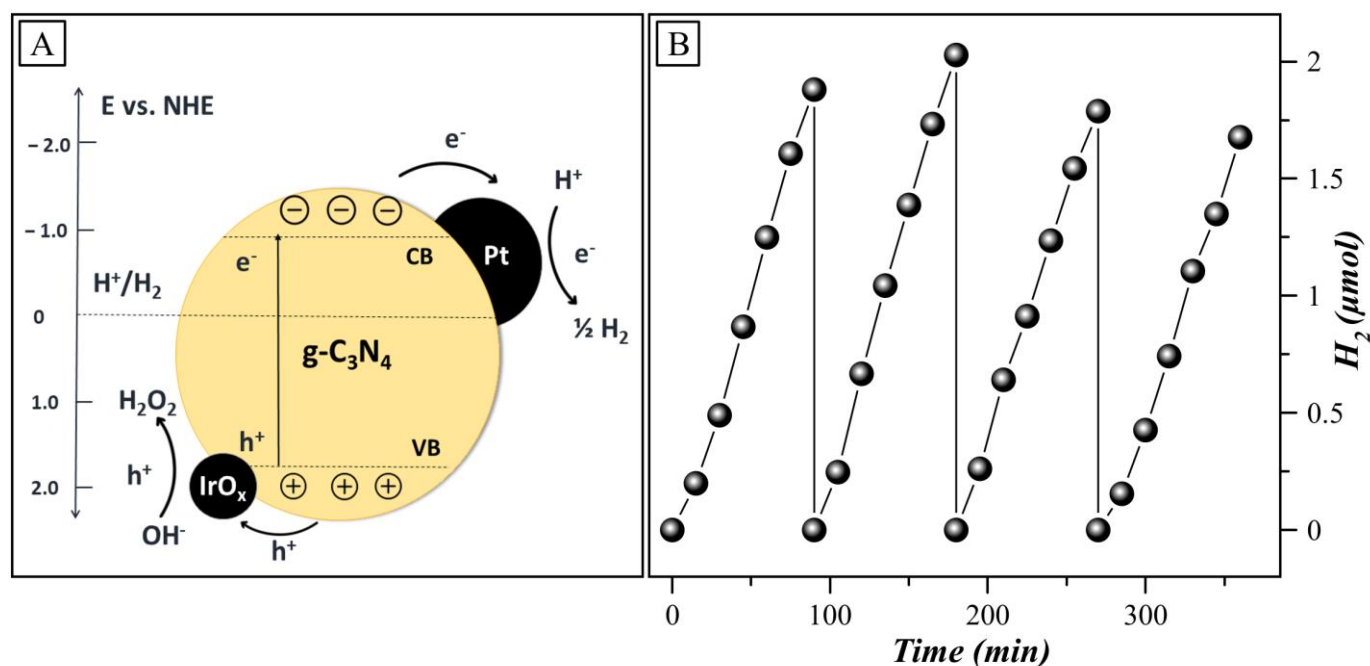 A
E vs. NHE
– 2.0
– 1.0
0
1.0
2.0
H⁺/H₂
e⁻
H⁺
e⁻
½ H₂
Pt
CB
e⁻
g-C₃N₄
H₂O₂
h⁺
OH⁻
h⁺
VB
IrOₓ
h⁺
B
2
1.5
1
0.5
0
H₂ (μmol)
0
100
200
300
Time (min)